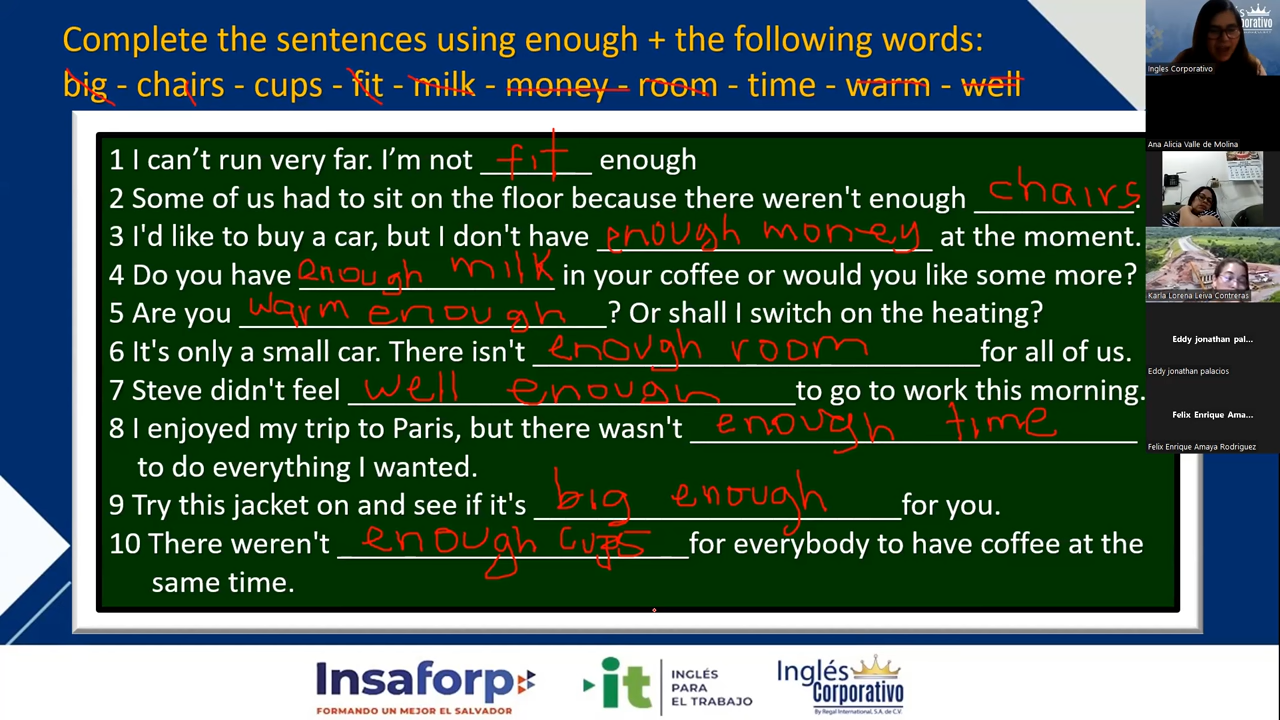 Complete the sentences using enough + the following words:
big - chairs - cups - fit - milk - money - room - time - warm - well
1 I can’t run very far. I’m not fit enough
2 Some of us had to sit on the floor because there weren't enough chairs.
3 I'd like to buy a car, but I don't have enough money at the moment.
4 Do you have enough milk in your coffee or would you like some more?
5 Are you warm enough? Or shall I switch on the heating?
6 It's only a small car. There isn't enough room for all of us.
7 Steve didn't feel well enough to go to work this morning.
8 I enjoyed my trip to Paris, but there wasn't enough time
to do everything I wanted.
9 Try this jacket on and see if it's big enough for you.
10 There weren't enough cups for everybody to have coffee at the
same time.
Inglés Corporativo
Ana Alicia Valle de Molina
Karla Lorena Leiva Contreras
Eddy jonathan pal...
Eddy jonathan palacios
Felix Enrique Ama...
Felix Enrique Amaya Rodriguez
Insaforp
FORMANDO UN MEJOR EL SALVADOR
it
INGLÉS
PARA
EL TRABAJO
Inglés
Corporativo
By Regal International, S.A. de C.V.